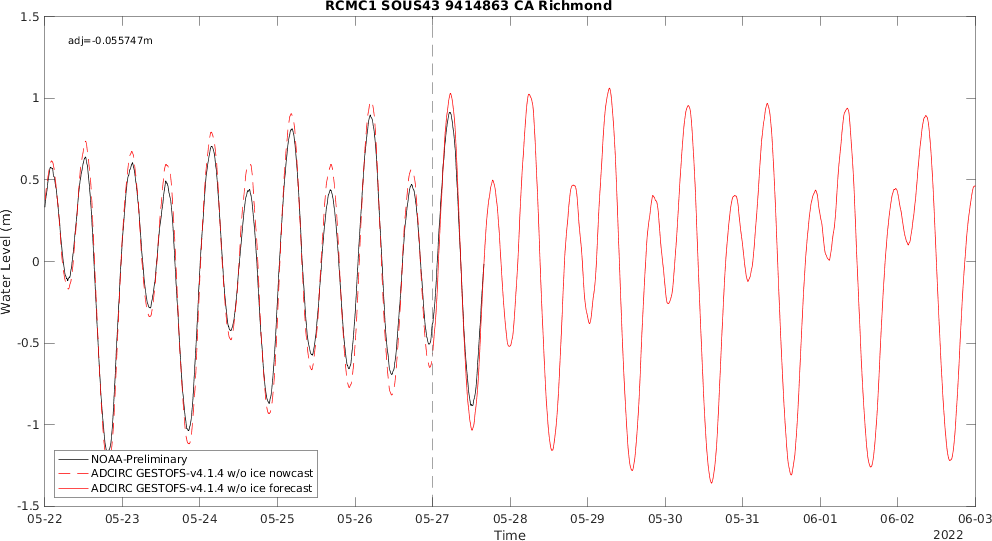 RCMC1 SOUS43 9414863 CA Richmond
adj=-0.055747m
Water Level (m)
1.5
1
0.5
0
-0.5
-1
-1.5
NOAA-Preliminary
ADCIRC GESTOFS-v4.1.4 w/o ice nowcast
ADCIRC GESTOFS-v4.1.4 w/o ice forecast
05-22 05-23 05-24 05-25 05-26 05-27 05-28 05-29 05-30 05-31 06-01 06-02 06-03
Time
2022